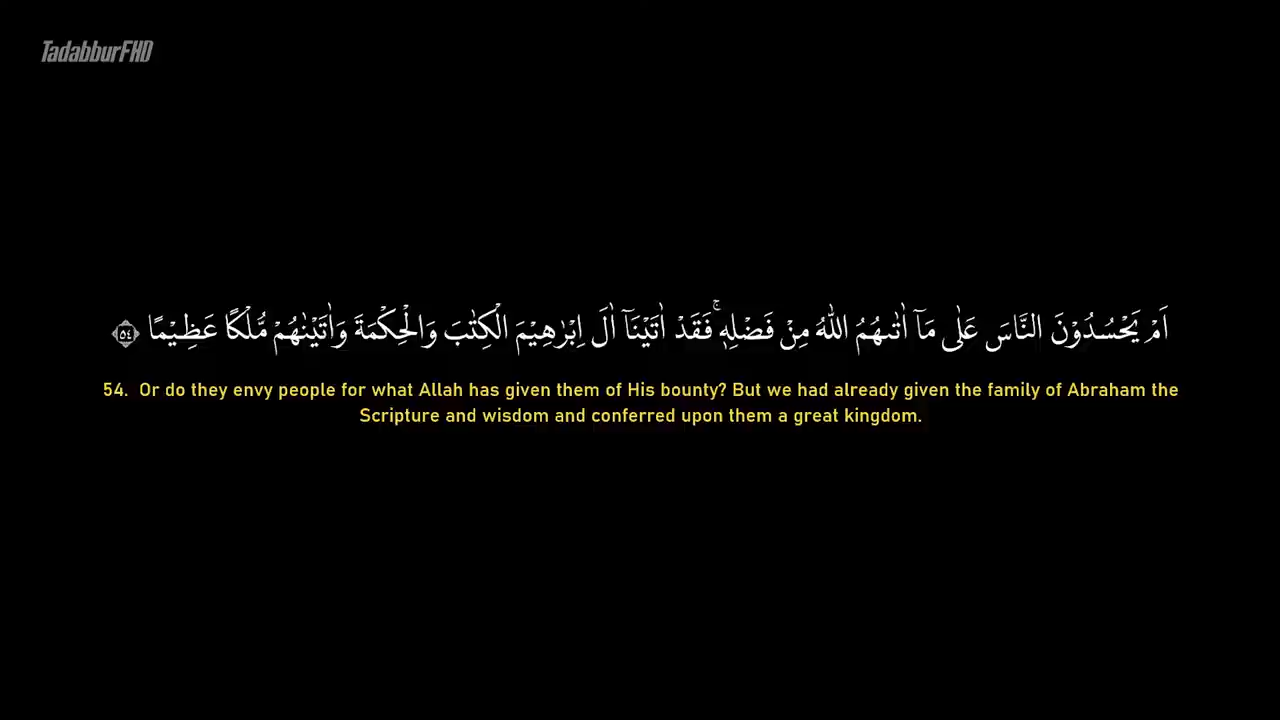 TadabburFHD
اَمْ يَحْسُدُوْنَ النَّاسَ عَلٰى مَآ اٰتٰىهُمُ اللّٰهُ مِنْ فَضْلِهٖۚ فَقَدْ اٰتَيْنَآ اٰلَ اِبْرٰهِيْمَ الْكِتٰبَ وَالْحِكْمَةَ وَاٰتَيْنٰهُمْ مُّلْكًا عَظِيْمًا ٥٤
54. Or do they envy people for what Allah has given them of His bounty? But we had already given the family of Abraham the
Scripture and wisdom and conferred upon them a great kingdom.